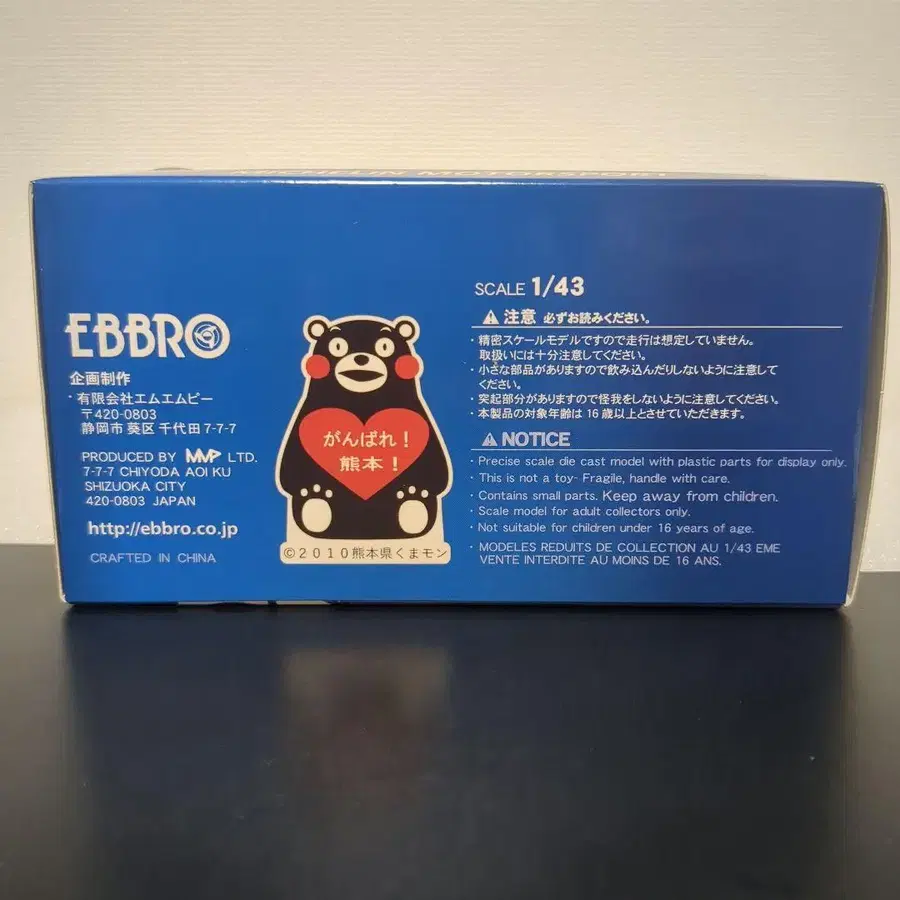 EBBRO
企画制作
・有限会社エムエムピー
〒420-0803
静岡市 葵区 千代田 7-7-7
PRODUCED BY MMP LTD.
7-7-7 CHIYODA AOI KU
SHIZUOKA CITY
420-0803 JAPAN
http://ebbro.co.jp
CRAFTED IN CHINA
がんばれ！
熊本！
©2010熊本県くまモン
SCALE 1/43
注意 必ずお読みください。
・精密スケールモデルですので走行は想定していません。
取扱いには十分注意してください。
・小さな部品がありますので飲み込んだりしないように注意して
ください。
・突起部分がありますので怪我をしないように注意してください。
・本製品の対象年齢は 16 歳以上とさせていただきます。
NOTICE
・Precise scale die cast model with plastic parts for display only.
・This is not a toy- Fragile, handle with care.
・Contains small parts. Keep away from children.
・Scale model for adult collectors only.
・Not suitable for children under 16 years of age.
・MODELES REDUITS DE COLLECTION AU 1/43 EME
VENTE INTERDITE AU MOINS DE 16 ANS.